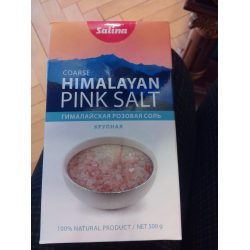 Salina
COARSE
HIMALAYAN
PINK SALT
ГИМАЛАЙСКАЯ РОЗОВАЯ СОЛЬ
КРУПНАЯ
100% NATURAL PRODUCT / NET 500 g